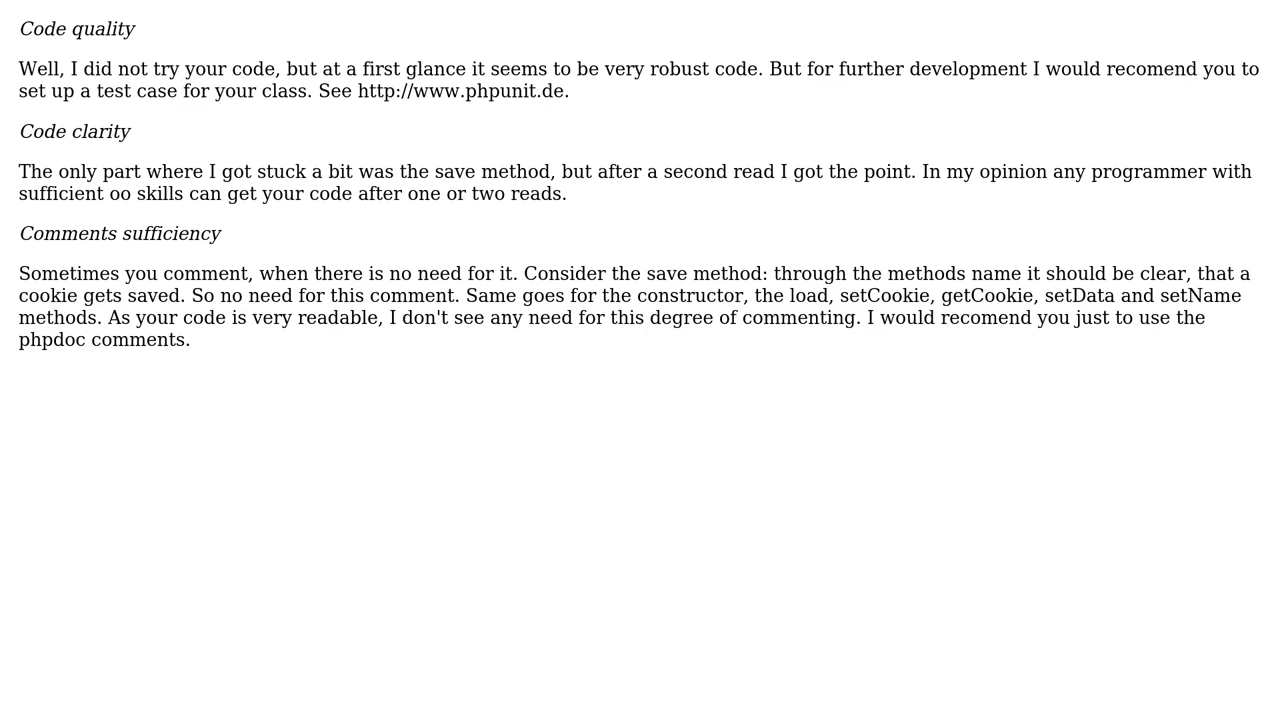 Code quality
Well, I did not try your code, but at a first glance it seems to be very robust code. But for further development I would recomend you to
set up a test case for your class. See http://www.phpunit.de.
Code clarity
The only part where I got stuck a bit was the save method, but after a second read I got the point. In my opinion any programmer with
sufficient oo skills can get your code after one or two reads.
Comments sufficiency
Sometimes you comment, when there is no need for it. Consider the save method: through the methods name it should be clear, that a
cookie gets saved. So no need for this comment. Same goes for the constructor, the load, setCookie, getCookie, setData and setName
methods. As your code is very readable, I don't see any need for this degree of commenting. I would recomend you just to use the
phpdoc comments.